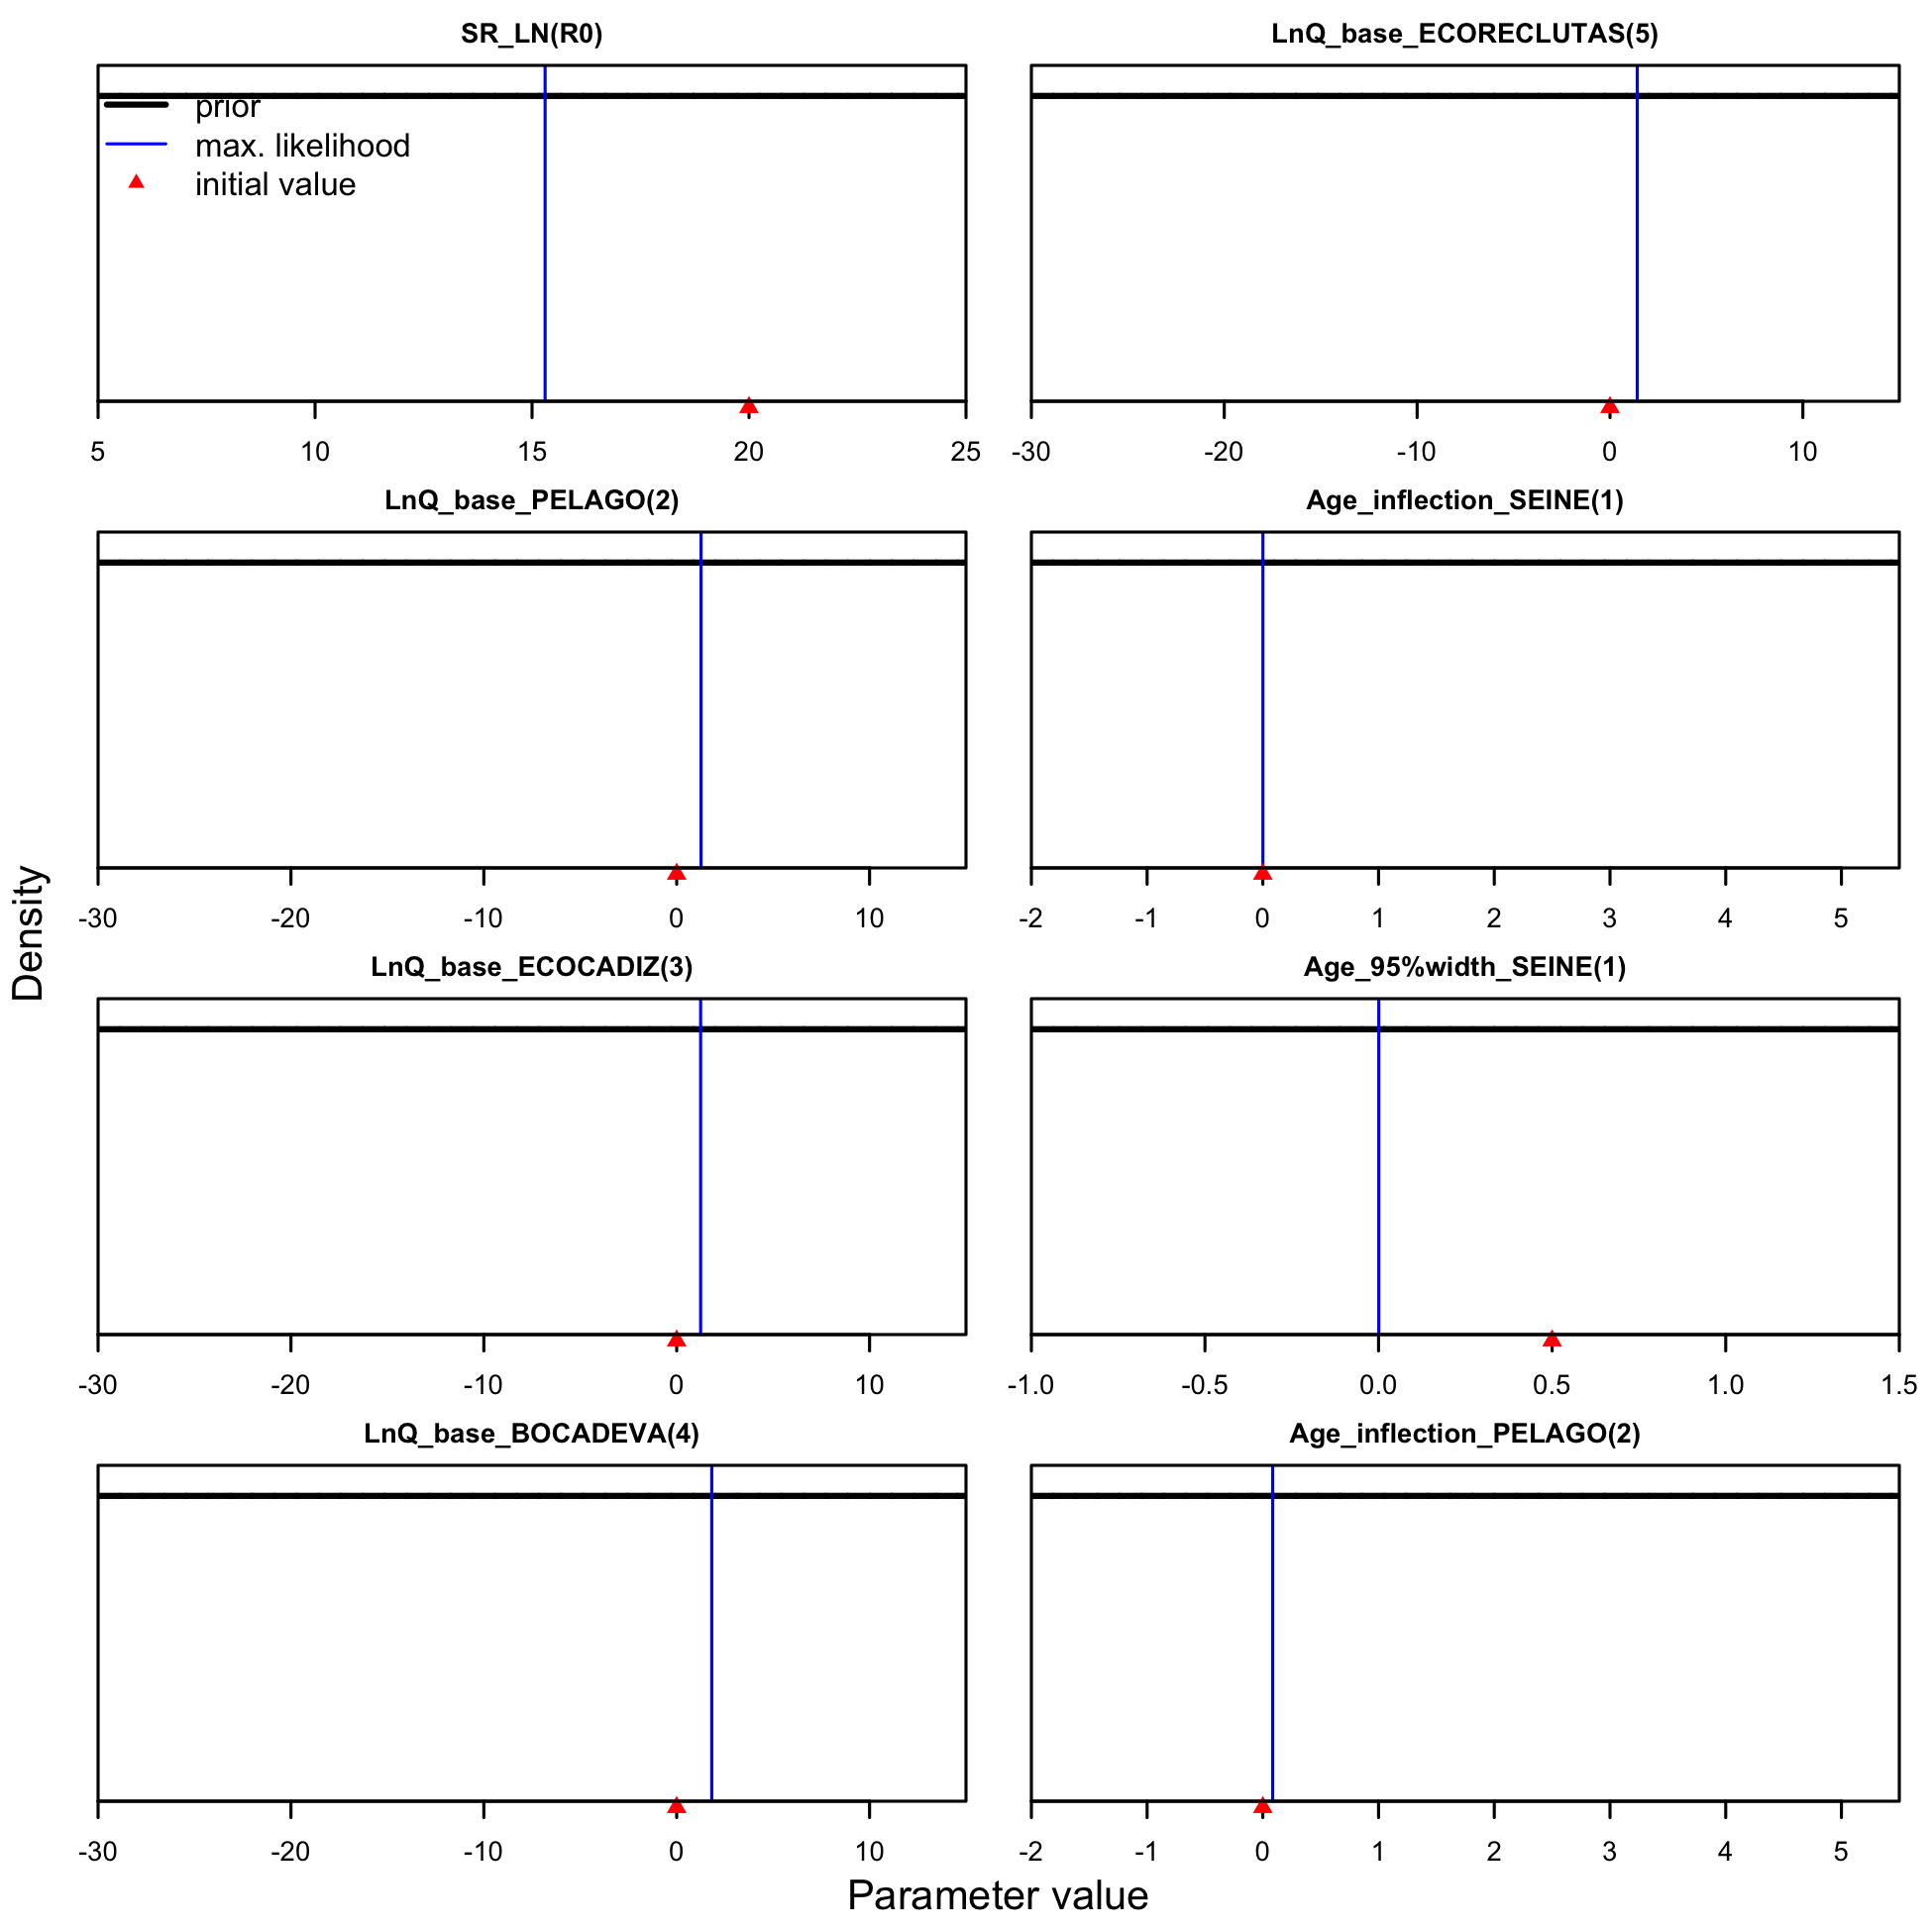 SR_LN(R0)
prior
max. likelihood
initial value
5 10 15 20 25
LnQ_base_ECORECLUTAS(5)
-30 -20 -10 0 10
LnQ_base_PELAGO(2)
-30 -20 -10 0 10
Age_inflection_SEINE(1)
-2 -1 0 1 2 3 4 5
LnQ_base_ECOCADIZ(3)
-30 -20 -10 0 10
Age_95%width_SEINE(1)
-1.0 -0.5 0.0 0.5 1.0 1.5
LnQ_base_BOCADEVA(4)
-30 -20 -10 0 10
Age_inflection_PELAGO(2)
-2 -1 0 1 2 3 4 5
Density
Parameter value